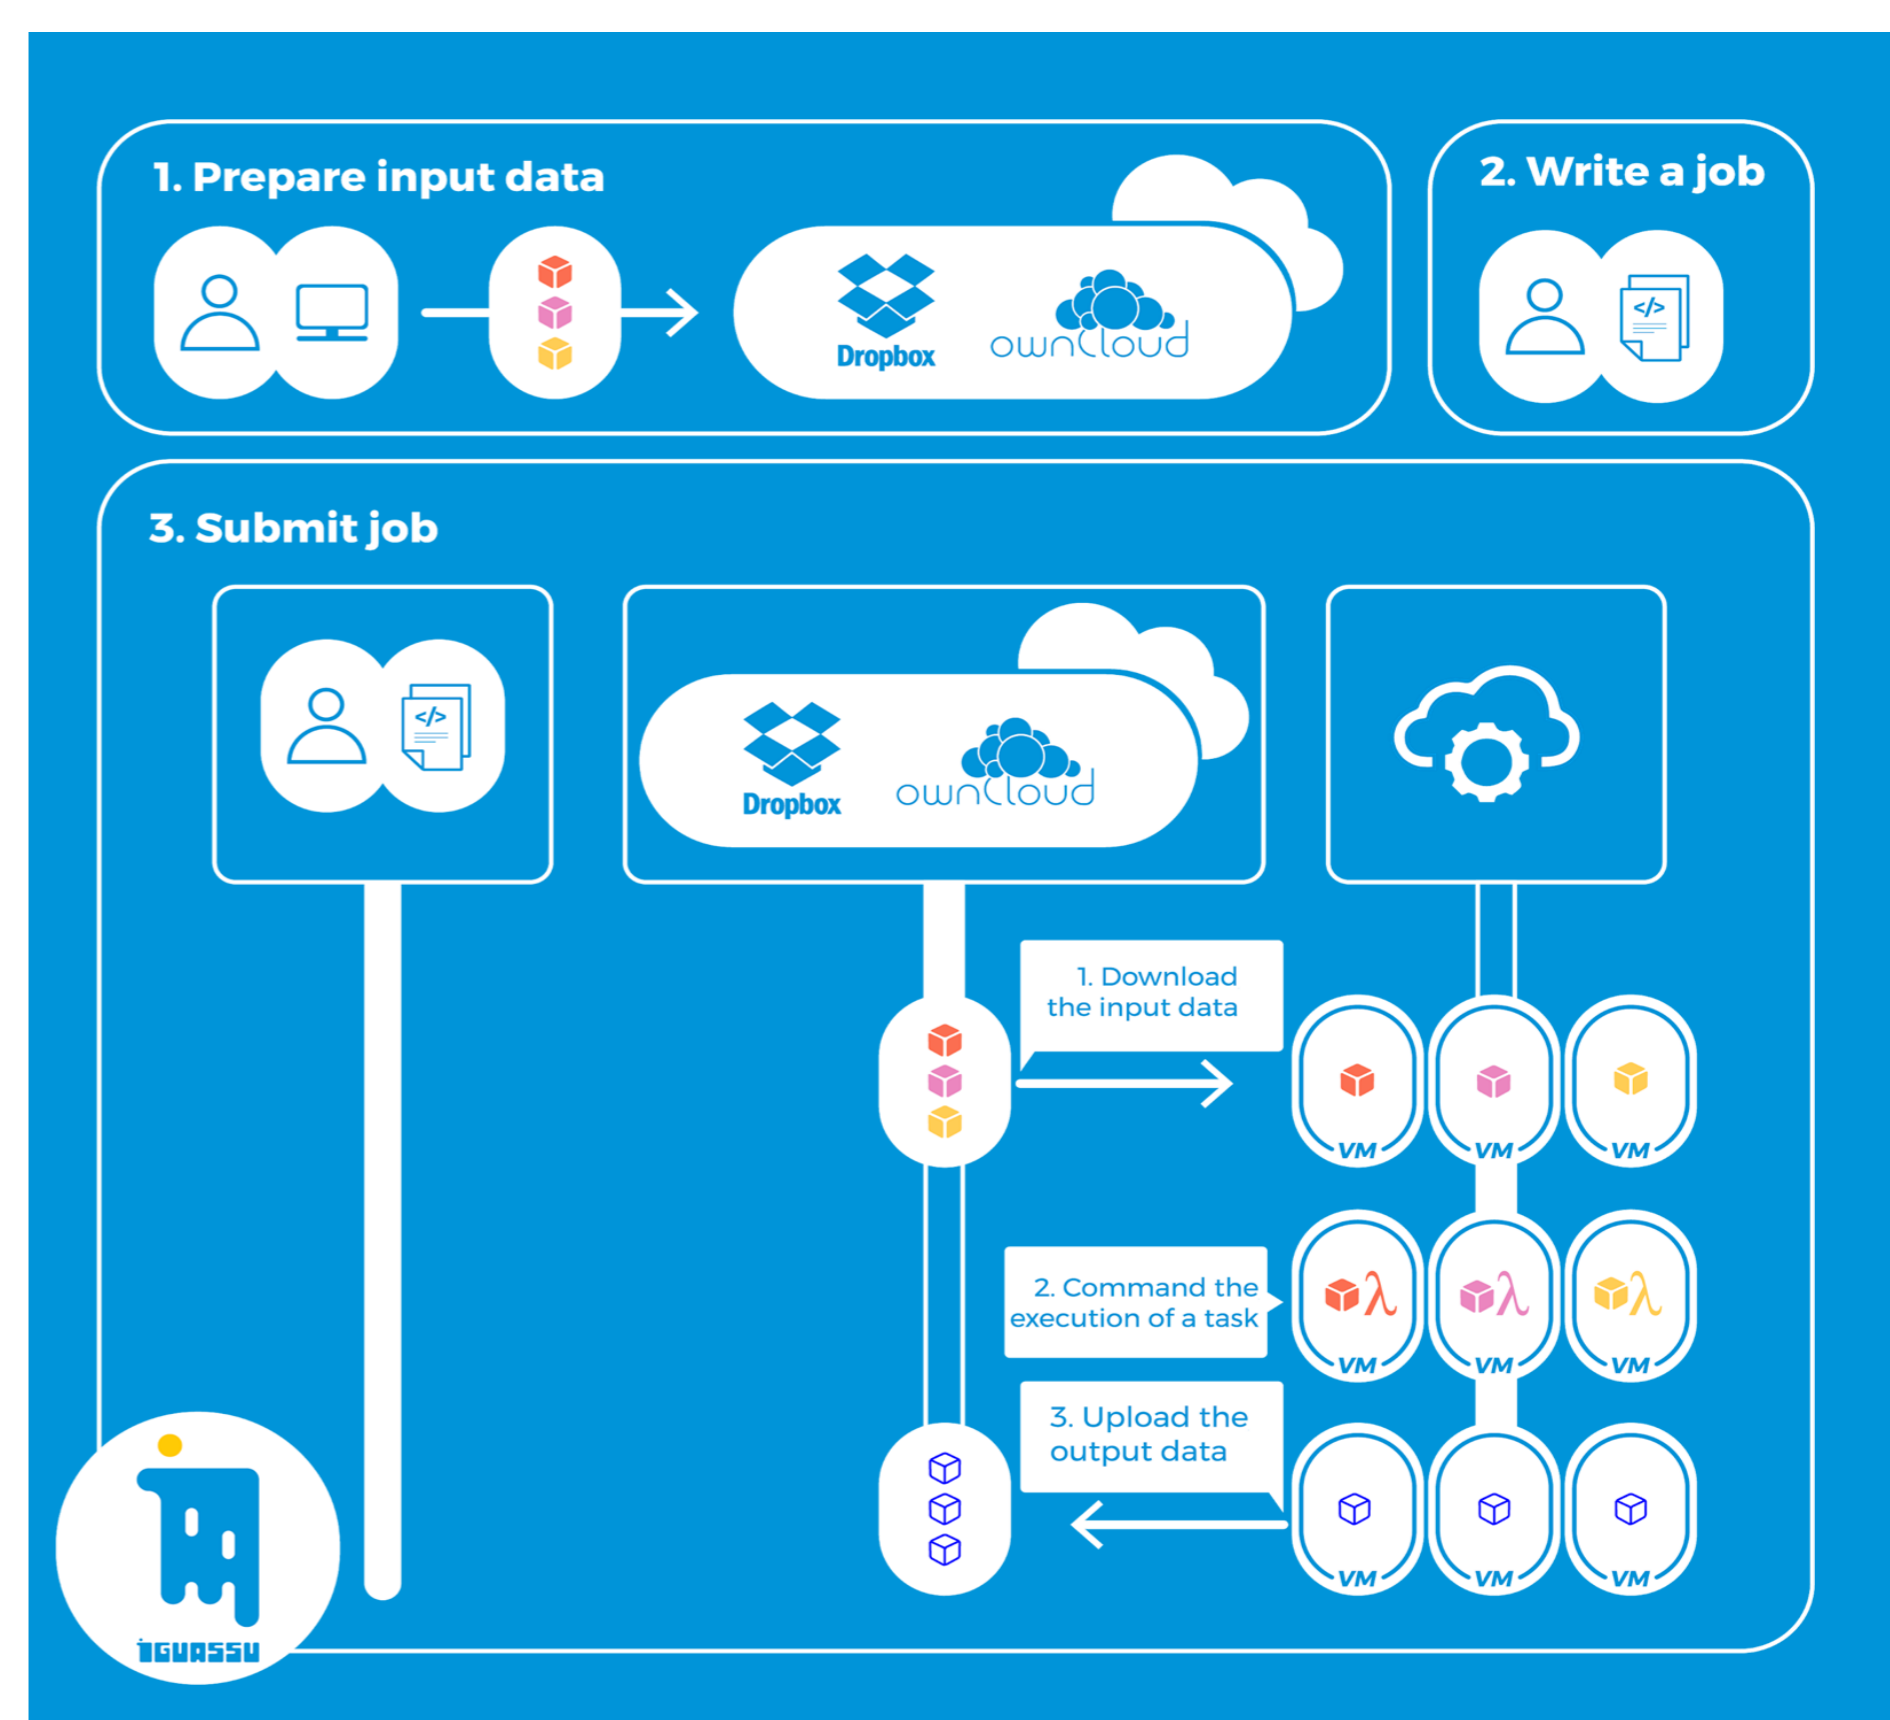 1. Prepare input data
2. Write a job
Dropbox
ownCloud
</>
3. Submit job
</>
Dropbox
ownCloud
1. Download
the input data
VM
VM
VM
2. Command the
execution of a task
λ
λ
λ
VM
VM
VM
3. Upload the
output data
VM
VM
VM
iGUASSU